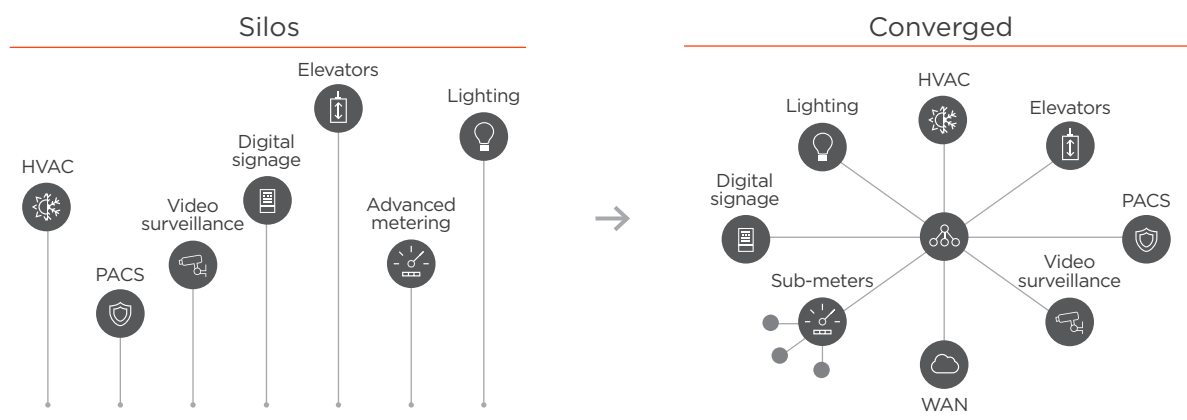 Silos
HVAC
PACS
Video
surveillance
Digital
signage
Elevators
Advanced
metering
Lighting
Converged
HVAC
Elevators
PACS
Video
surveillance
WAN
Sub-meters
Digital
signage
Lighting